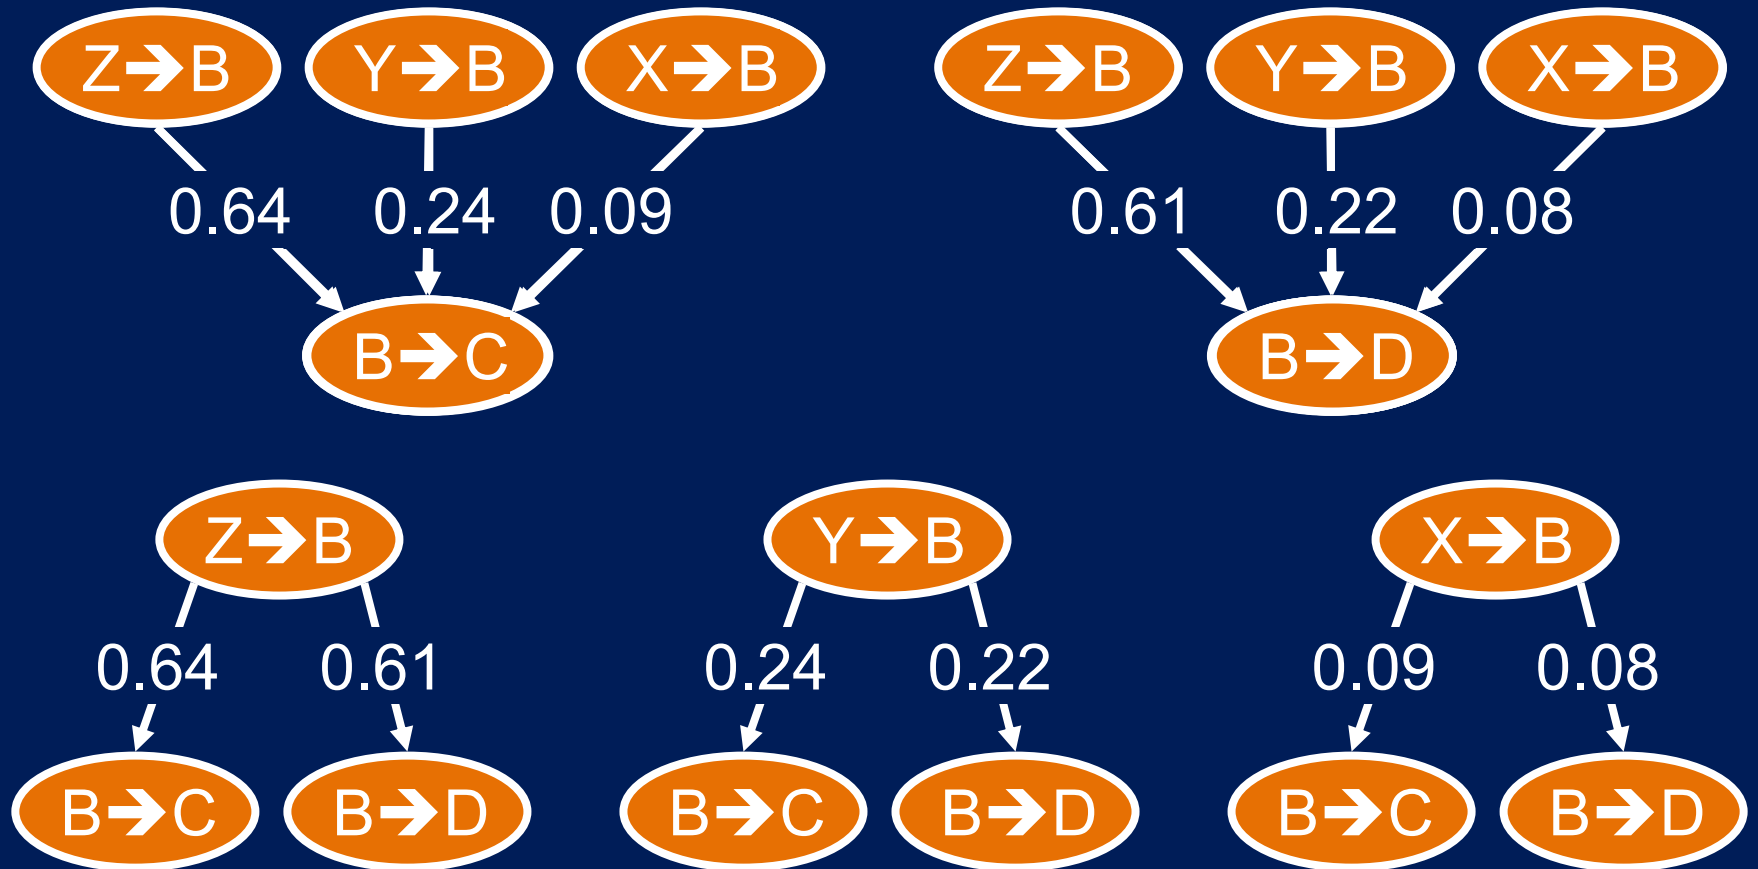 Z➔B Y➔B X➔B Z➔B Y➔B X➔B
0.64 0.24 0.09 0.61 0.22 0.08
B➔C B➔D
Z➔B Y➔B X➔B
0.64 0.61 0.24 0.22 0.09 0.08
B➔C B➔D B➔C B➔D B➔C B➔D